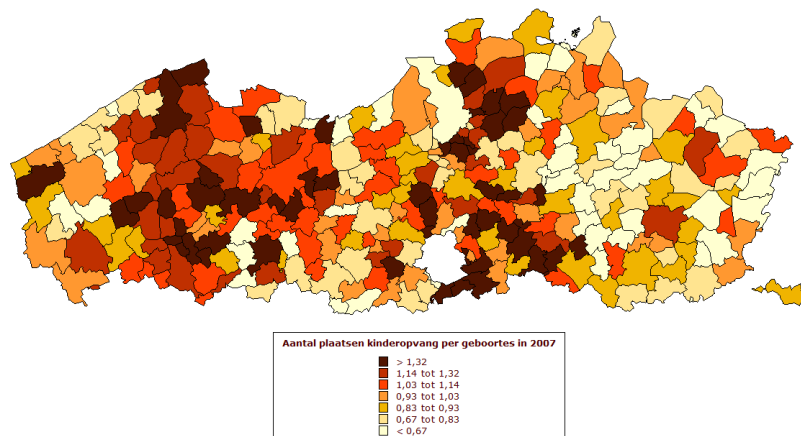 Aantal plaatsen kinderopvang per geboortes in 2007
> 1,32
1,14 tot 1,32
1,03 tot 1,14
0,93 tot 1,03
0,83 tot 0,93
0,67 tot 0,83
< 0,67